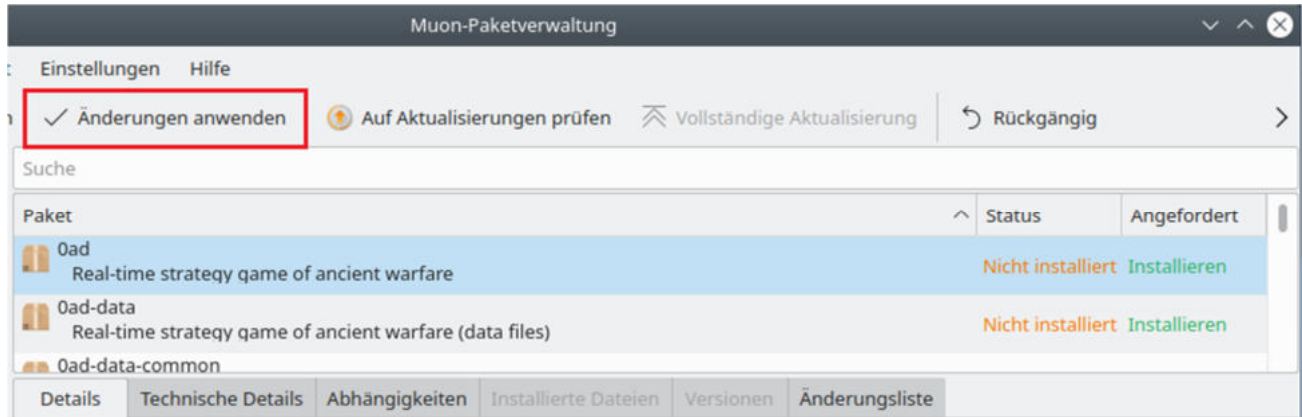 Muon-Paketverwaltung
Einstellungen Hilfe
Änderungen anwenden Auf Aktualisierungen prüfen Vollständige Aktualisierung Rückgängig
Suche
Paket Status Angefordert
0ad
Real-time strategy game of ancient warfare
Nicht installiert Installieren
0ad-data
Real-time strategy game of ancient warfare (data files)
Nicht installiert Installieren
0ad-data-common
Details Technische Details Abhängigkeiten Installierte Dateien Versionen Änderungsliste